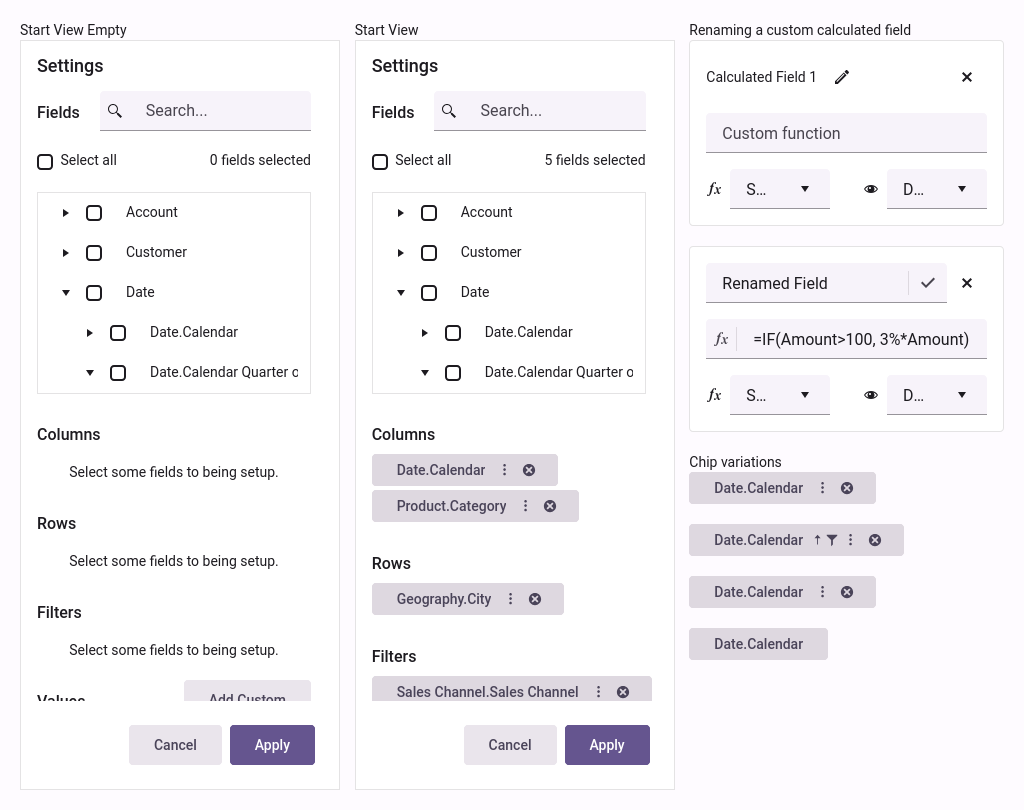 Start View Empty
Settings
Fields
Search...
Select all
0 fields selected
Account
Customer
Date
Date.Calendar
Date.Calendar Quarter o
Columns
Select some fields to being setup.
Rows
Select some fields to being setup.
Filters
Select some fields to being setup.
Values
Add Custom
Cancel
Apply
Start View
Settings
Fields
Search...
Select all
5 fields selected
Account
Customer
Date
Date.Calendar
Date.Calendar Quarter o
Columns
Date.Calendar
Product.Category
Rows
Geography.City
Filters
Sales Channel.Sales Channel
Cancel
Apply
Renaming a custom calculated field
Calculated Field 1
Custom function
fx S... D...
Renamed Field
fx =IF(Amount>100, 3%*Amount)
fx S... D...
Chip variations
Date.Calendar
Date.Calendar
Date.Calendar
Date.Calendar